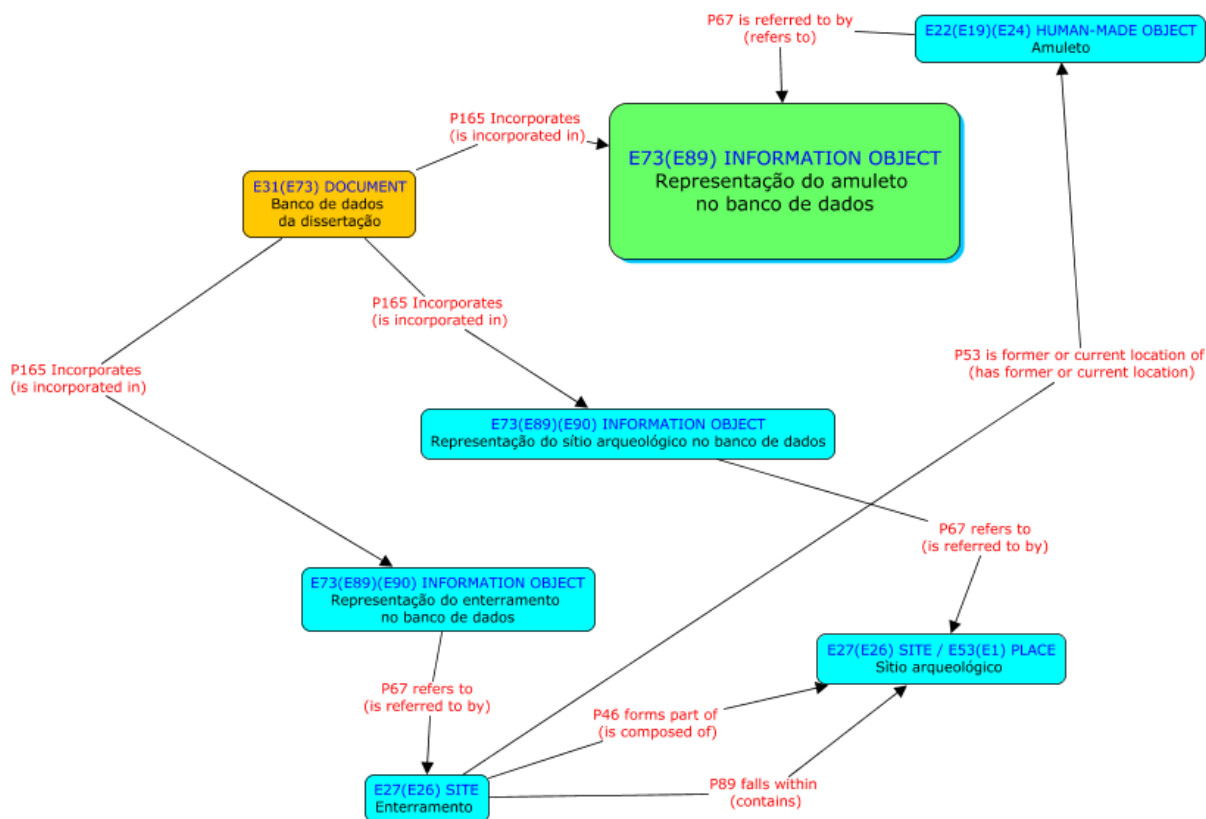 P67 is referred to by
(refers to)
E22(E19)(E24) HUMAN-MADE OBJECT
Amuleto
P165 Incorporates
(is incorporated in)
E73(E89) INFORMATION OBJECT
Representação do amuleto
no banco de dados
E31(E73) DOCUMENT
Banco de dados
da dissertação
P165 Incorporates
(is incorporated in)
P165 Incorporates
(is incorporated in)
P53 is former or current location of
(has former or current location)
E73(E89)(E90) INFORMATION OBJECT
Representação do sítio arqueológico no banco de dados
P67 refers to
(is referred to by)
E73(E89)(E90) INFORMATION OBJECT
Representação do enterramento
no banco de dados
E27(E26) SITE / E53(E1) PLACE
Sìtio arqueológico
P67 refers to
(is referred to by)
P46 forms part of
(is composed of)
P89 falls within
(contains)
E27(E26) SITE
Enterramento